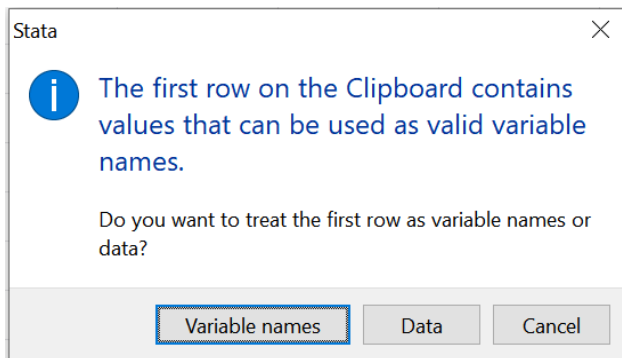 Stata
The first row on the Clipboard contains
values that can be used as valid variable
names.
Do you want to treat the first row as variable names or
data?
Variable names
Data
Cancel